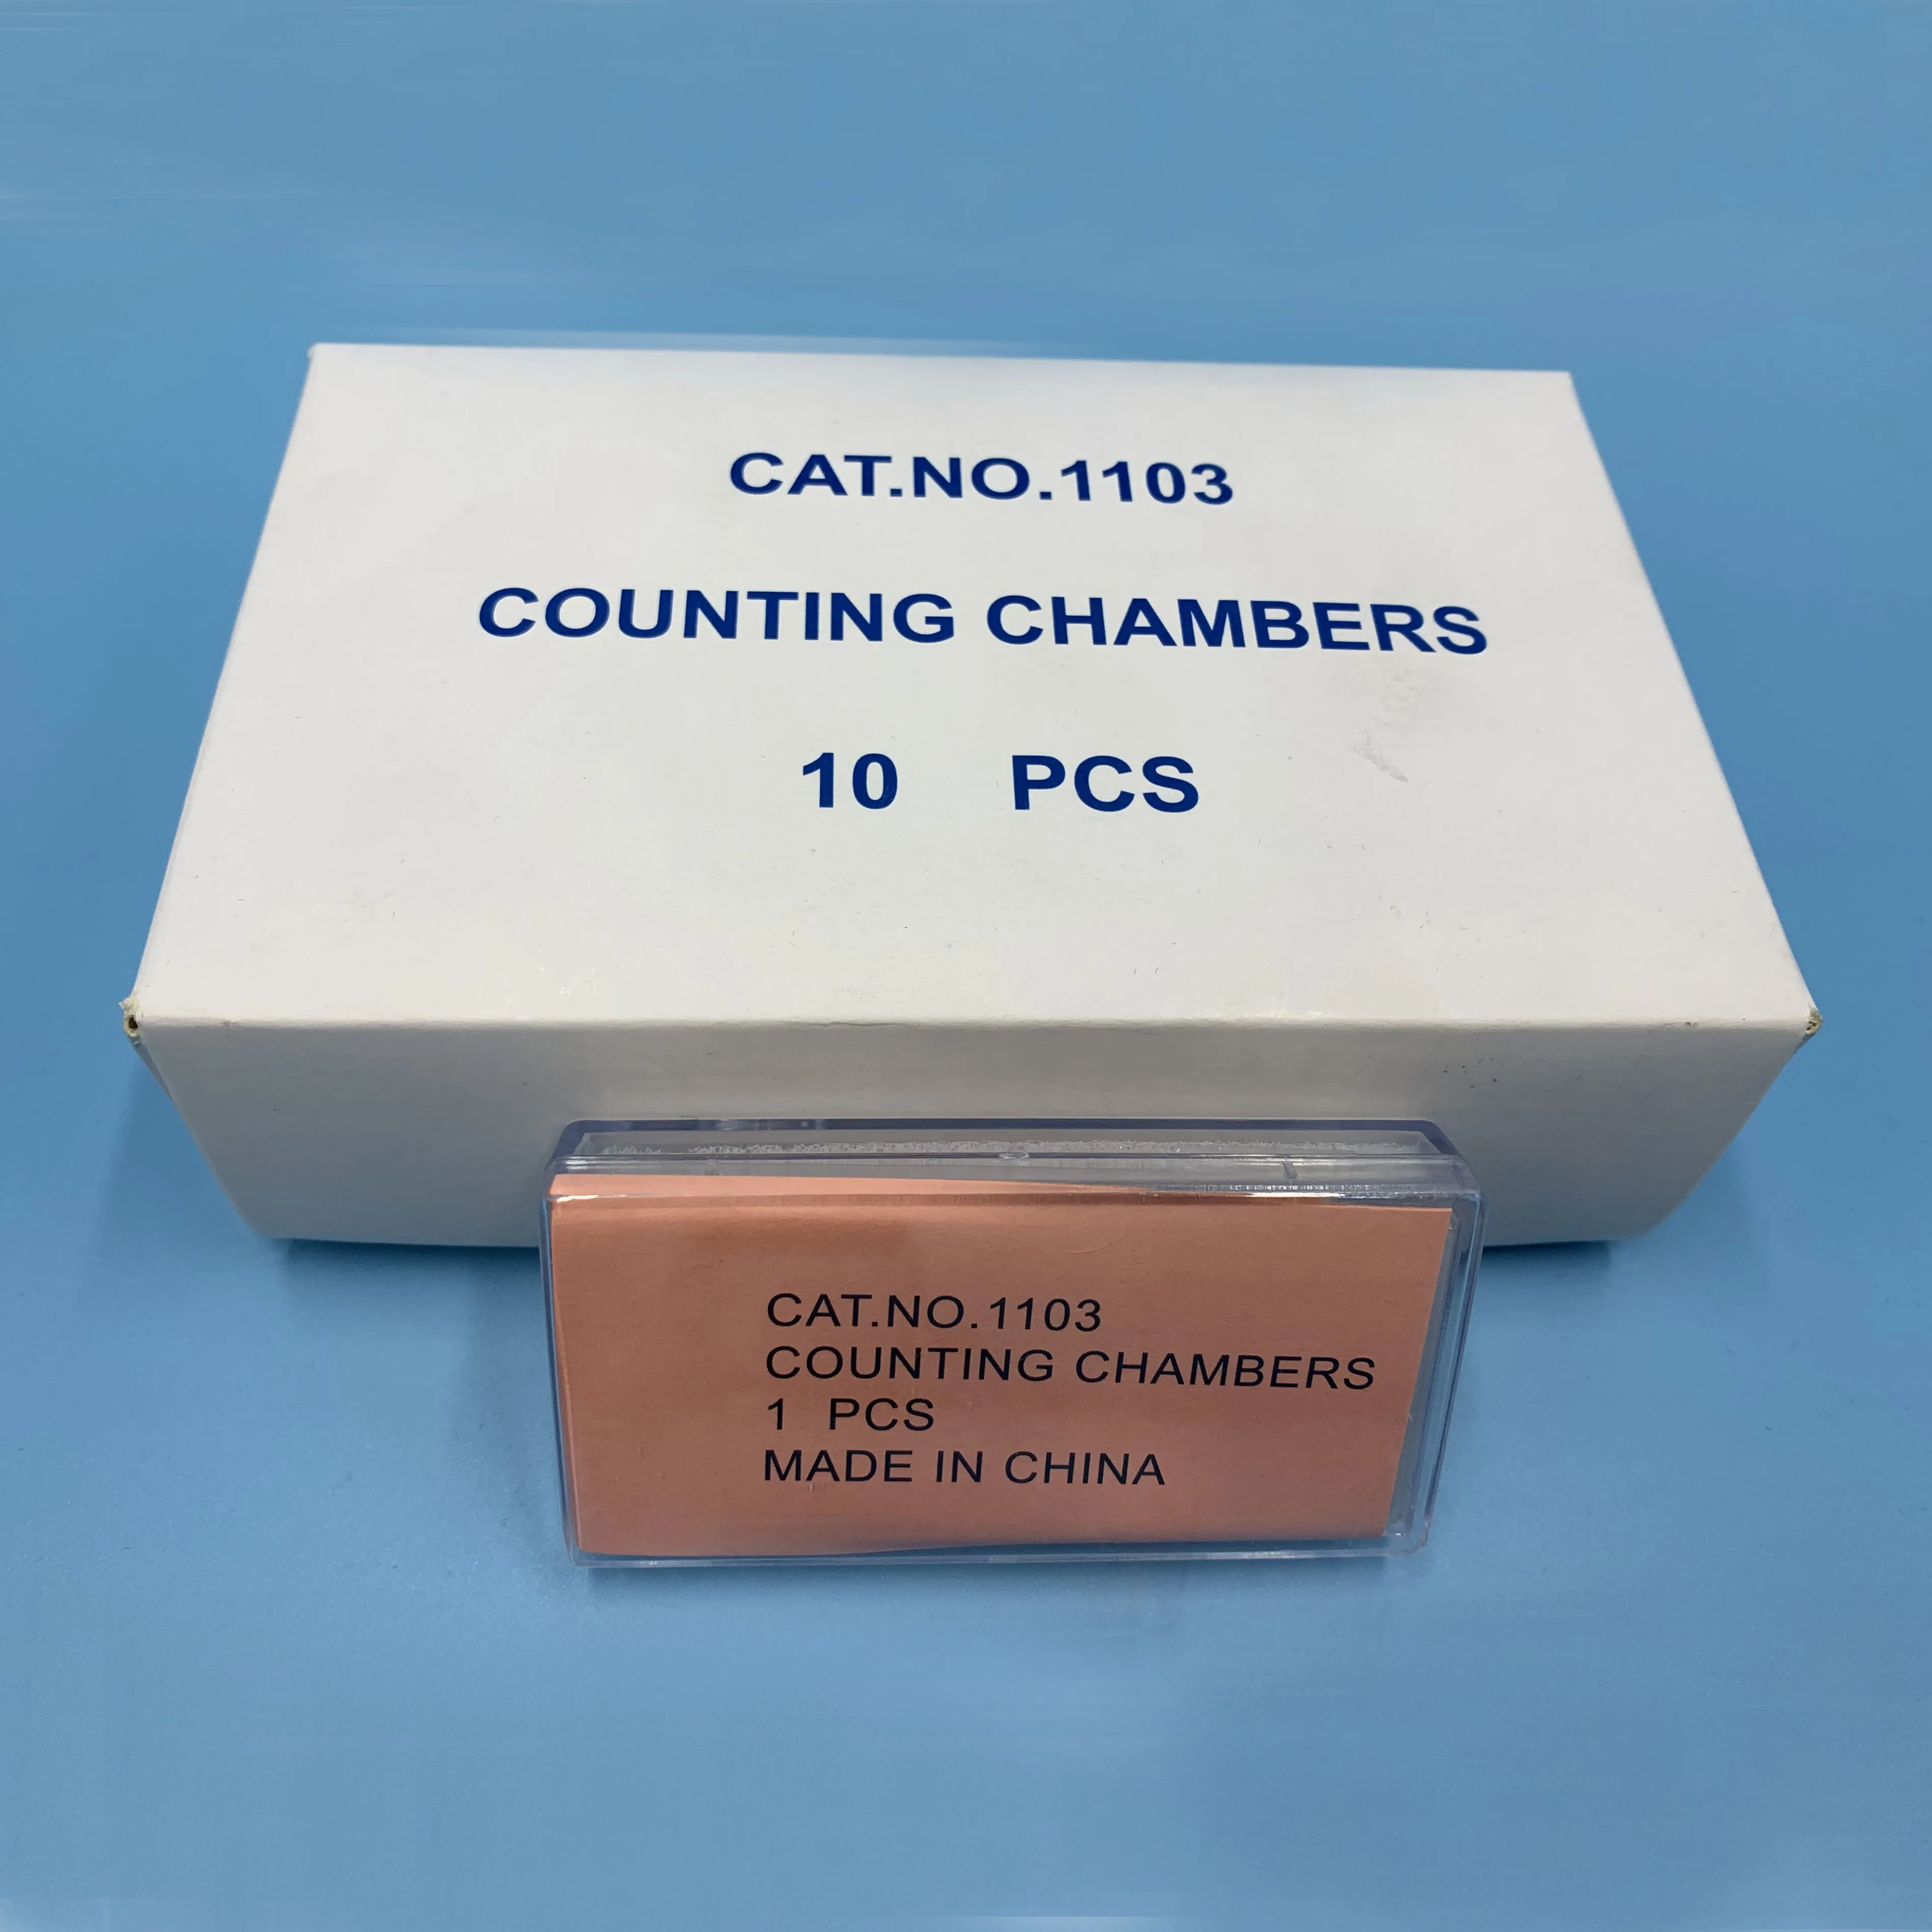 CAT.NO.1103
COUNTING CHAMBERS
10 PCS
CAT.NO.1103
COUNTING CHAMBERS
1 PCS
MADE IN CHINA